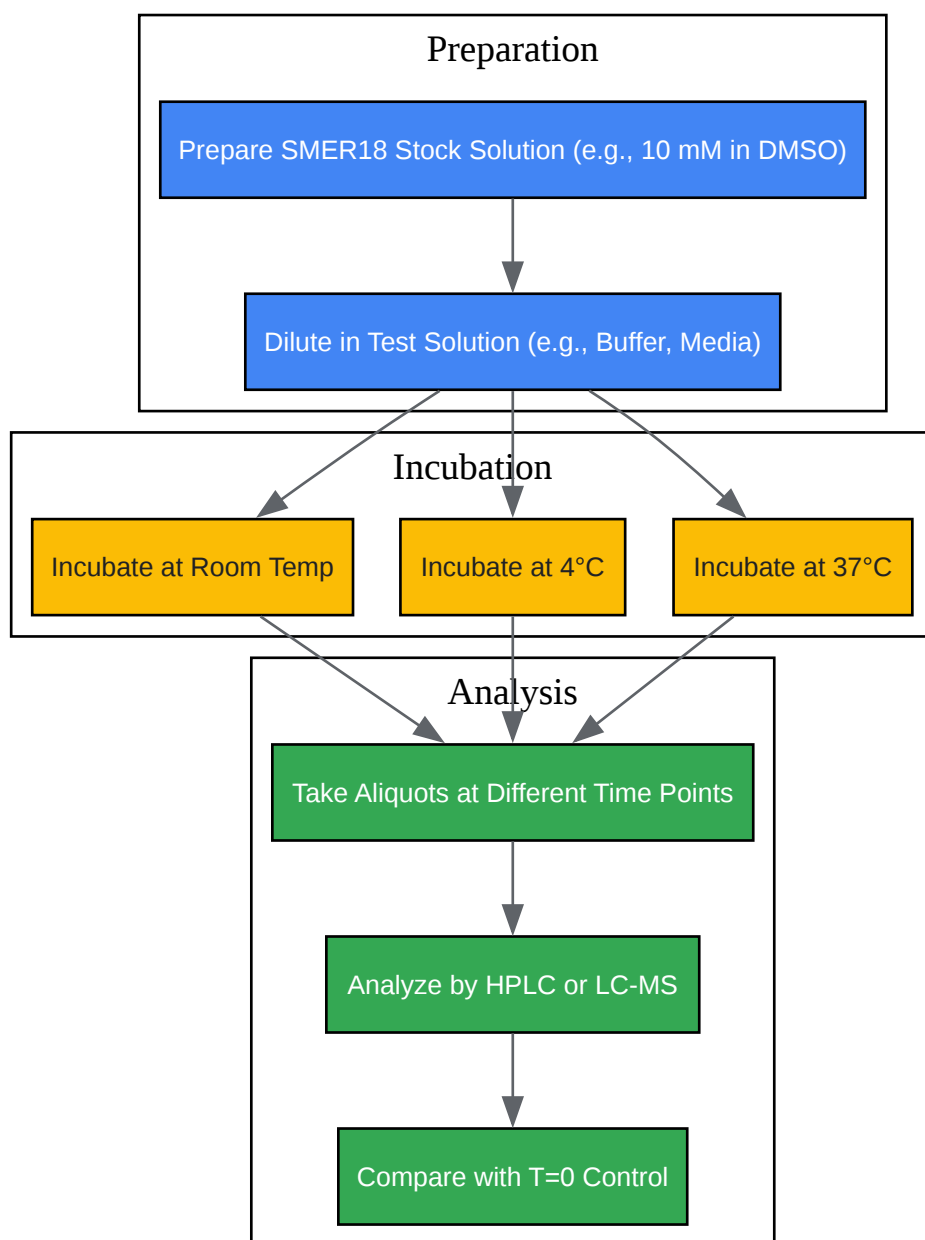 Preparation
Prepare SMER18 Stock Solution (e.g., 10 mM in DMSO)
Dilute in Test Solution (e.g., Buffer, Media)
Incubation
Incubate at Room Temp
Incubate at 4°C
Incubate at 37°C
Analysis
Take Aliquots at Different Time Points
Analyze by HPLC or LC-MS
Compare with T=0 Control